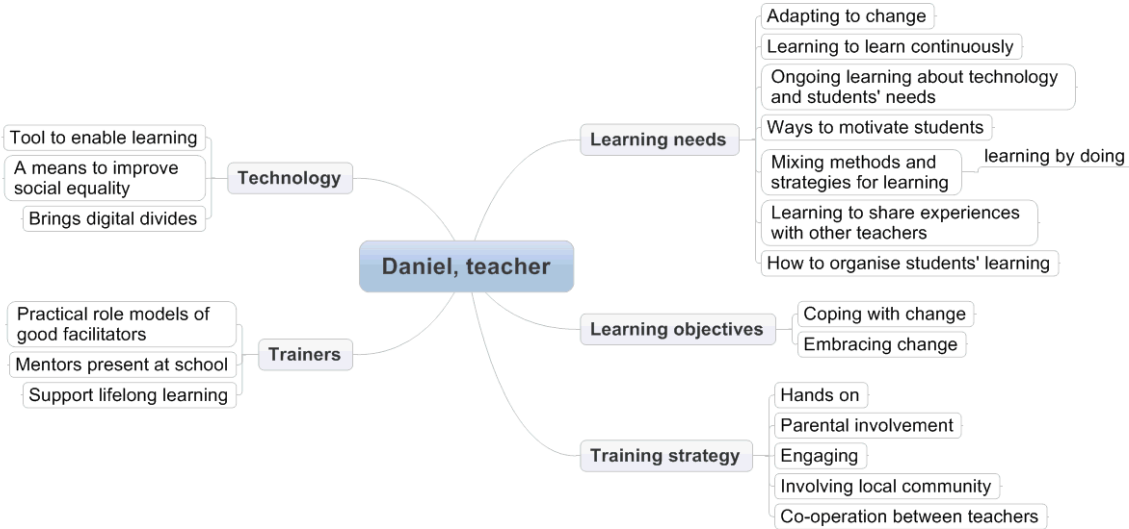 Daniel, teacher
Learning needs
Adapting to change
Learning to learn continuously
Ongoing learning about technology
and students' needs
Ways to motivate students
Mixing methods and
strategies for learning
learning by doing
Learning to share experiences
with other teachers
How to organise students' learning
Learning objectives
Coping with change
Embracing change
Training strategy
Hands on
Parental involvement
Engaging
Involving local community
Co-operation between teachers
Technology
Tool to enable learning
A means to improve
social equality
Brings digital divides
Trainers
Practical role models of
good facilitators
Mentors present at school
Support lifelong learning